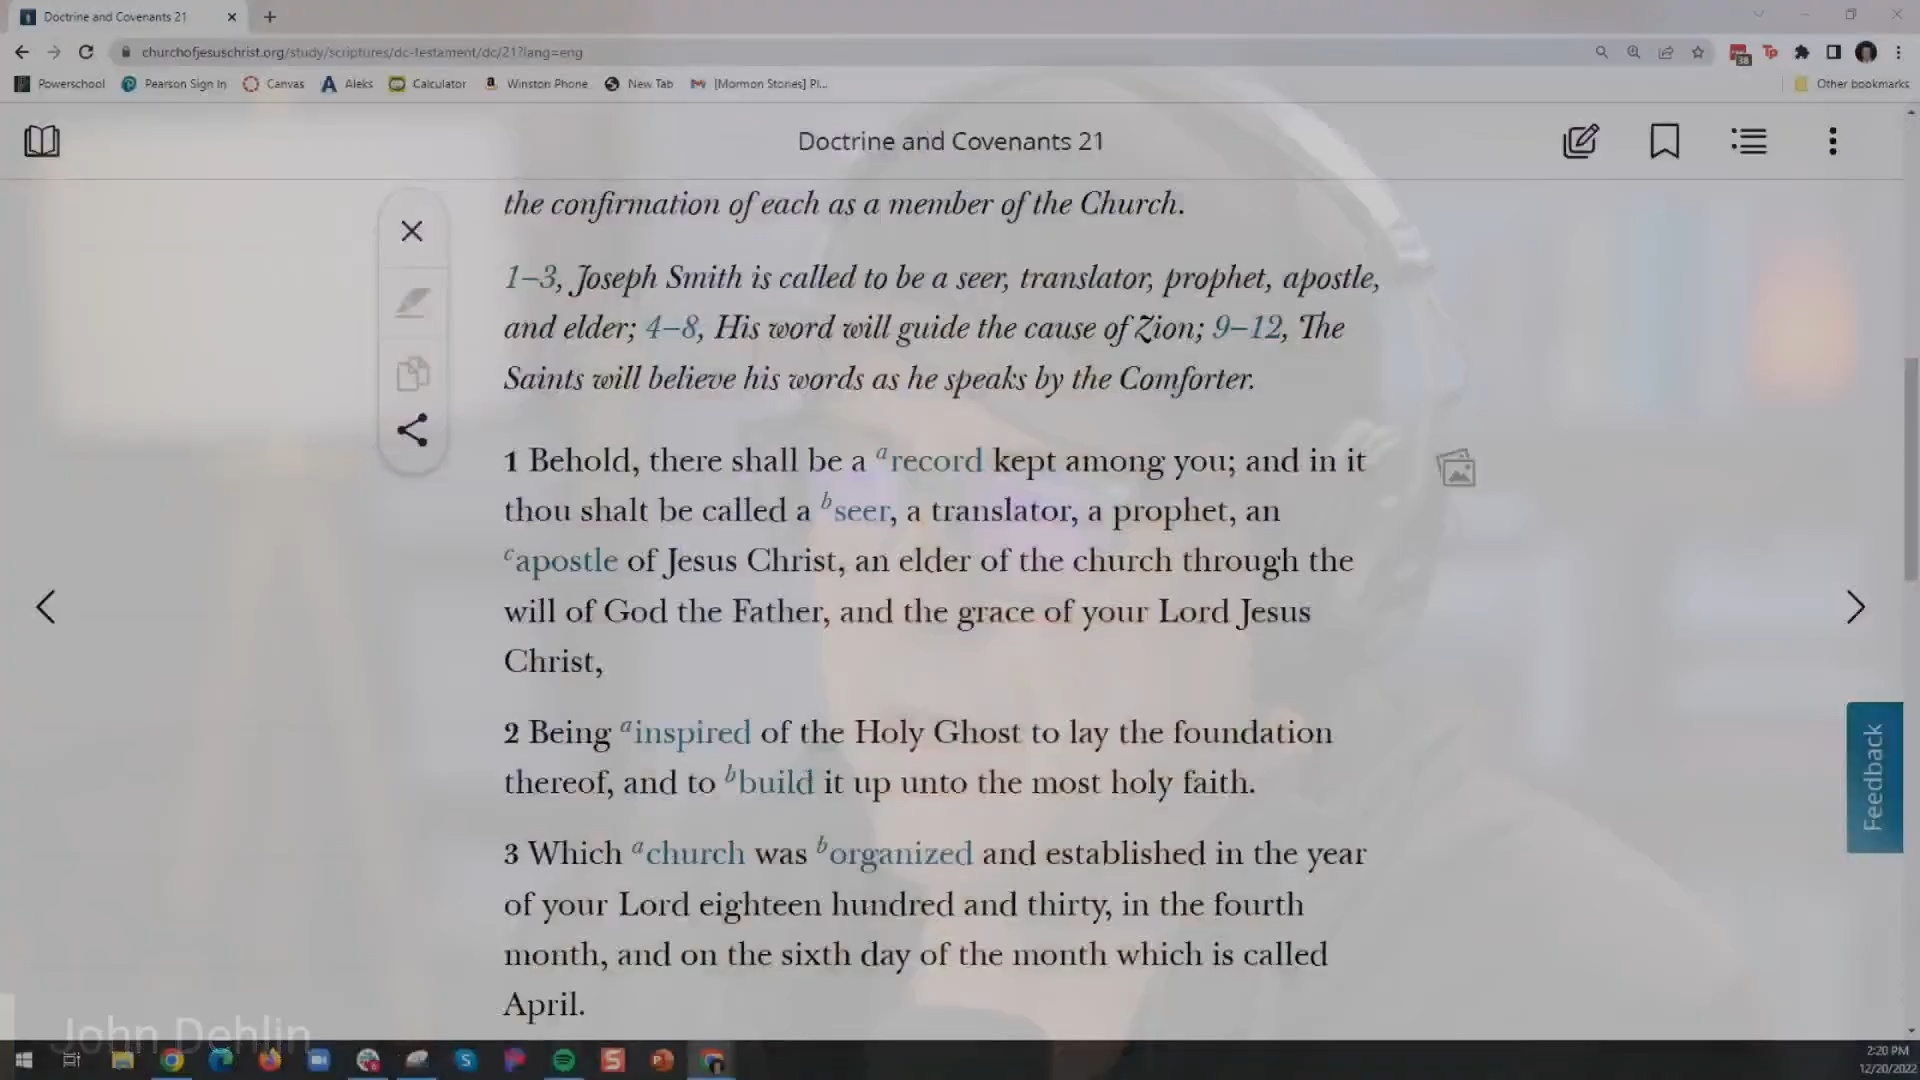 Doctrine and Covenants 21
churchofjesuschrist.org/study/scriptures/dc-testament/dc/21?lang=eng
38
Tp
Powerschool Pearson Sign In Canvas Aleks Calculator Winston Phone New Tab [Mormon Stories] Pl... Other bookmarks
Doctrine and Covenants 21
the confirmation of each as a member of the Church.
1–3, Joseph Smith is called to be a seer, translator, prophet, apostle,
and elder; 4–8, His word will guide the cause of Zion; 9–12, The
Saints will believe his words as he speaks by the Comforter.
1 Behold, there shall be a a record kept among you; and in it
thou shalt be called a b seer, a translator, a prophet, an
c apostle of Jesus Christ, an elder of the church through the
will of God the Father, and the grace of your Lord Jesus
Christ,
2 Being a inspired of the Holy Ghost to lay the foundation
thereof, and to b build it up unto the most holy faith.
3 Which a church was b organized and established in the year
of your Lord eighteen hundred and thirty, in the fourth
month, and on the sixth day of the month which is called
April.
Feedback
John Dehlin
2:20 PM
12/20/2022